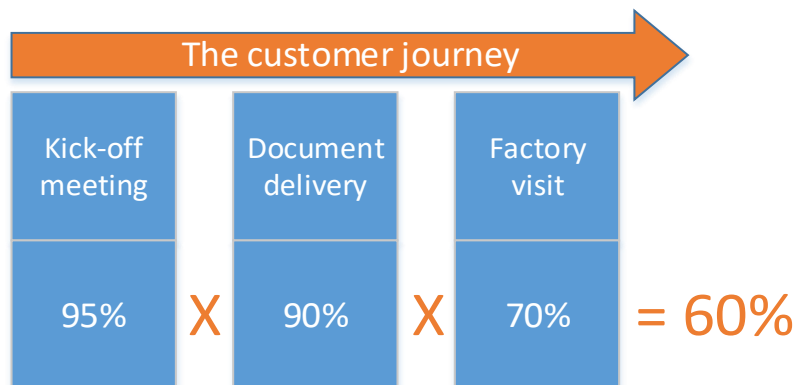 The customer journey
Kick-off
meeting
Document
delivery
Factory
visit
95% X 90% X 70% = 60%